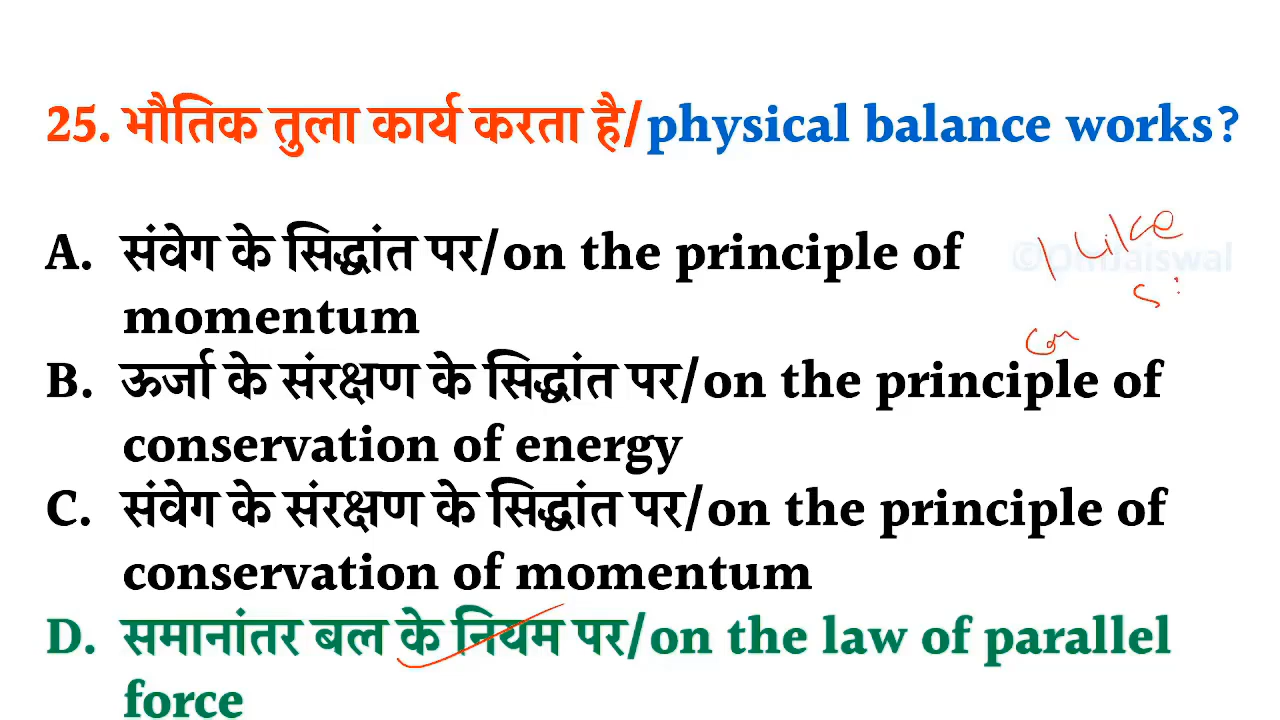 25. भौतिक तुला कार्य करता है/physical balance works?
A. संवेग के सिद्धांत पर/on the principle of
momentum
©OmJaiswal
like
B. ऊर्जा के संरक्षण के सिद्धांत पर/on the principle of
conservation of energy
C. संवेग के संरक्षण के सिद्धांत पर/on the principle of
conservation of momentum
D. समानांतर बल के नियम पर/on the law of parallel
force